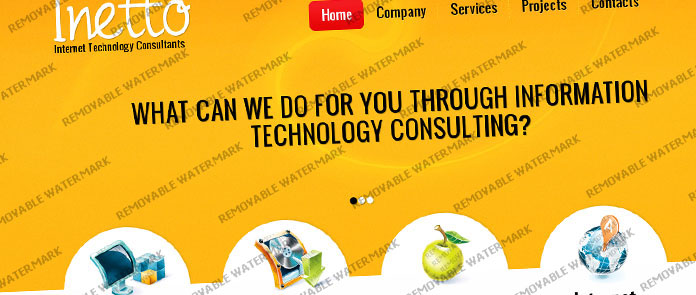 Inetto
Internet Technology Consultants
Home
Company
Services
Projects
Contacts
WHAT CAN WE DO FOR YOU THROUGH INFORMATION
TECHNOLOGY CONSULTING?
REMOVABLE WATERMARK